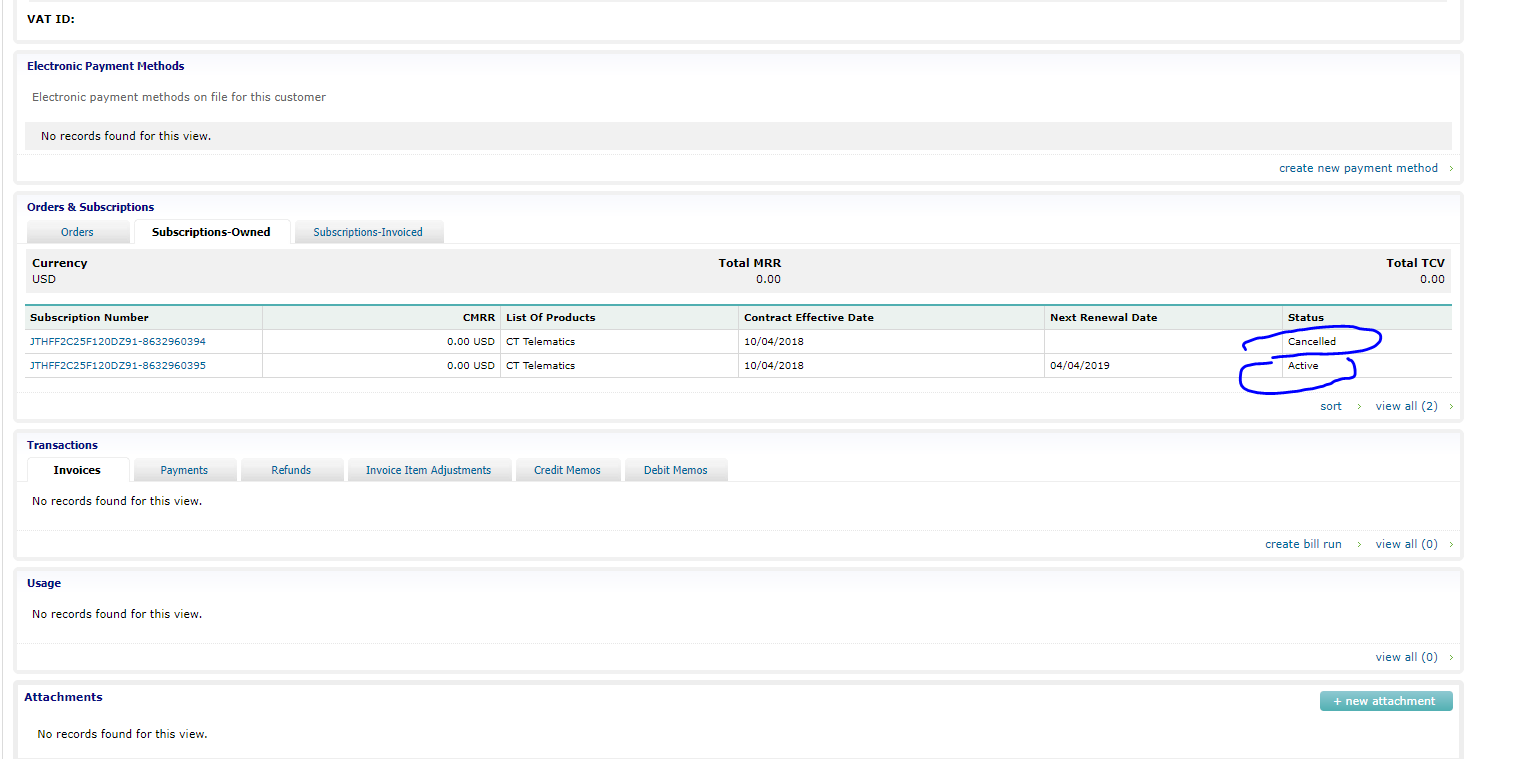 VAT ID:
Electronic Payment Methods
Electronic payment methods on file for this customer
No records found for this view.
create new payment method
Orders & Subscriptions
Orders Subscriptions-Owned Subscriptions-Invoiced
Currency Total MRR Total TCV
USD 0.00 0.00
Subscription Number CMRR List Of Products Contract Effective Date Next Renewal Date Status
JTHFF2C25F120DZ91-8632960394 0.00 USD CT Telematics 10/04/2018 Cancelled
JTHFF2C25F120DZ91-8632960395 0.00 USD CT Telematics 10/04/2018 04/04/2019 Active
sort view all (2)
Transactions
Invoices Payments Refunds Invoice Item Adjustments Credit Memos Debit Memos
No records found for this view.
create bill run view all (0)
Usage
No records found for this view.
view all (0)
Attachments + new attachment
No records found for this view.